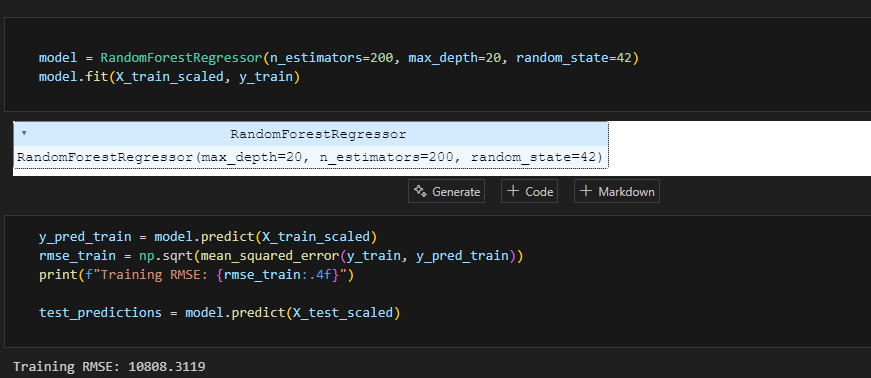 model = RandomForestRegressor(n_estimators=200, max_depth=20, random_state=42)
model.fit(X_train_scaled, y_train)
RandomForestRegressor
RandomForestRegressor(max_depth=20, n_estimators=200, random_state=42)
Generate + Code + Markdown
y_pred_train = model.predict(X_train_scaled)
rmse_train = np.sqrt(mean_squared_error(y_train, y_pred_train))
print(f"Training RMSE: {rmse_train:.4f}")
test_predictions = model.predict(X_test_scaled)
Training RMSE: 10808.3119